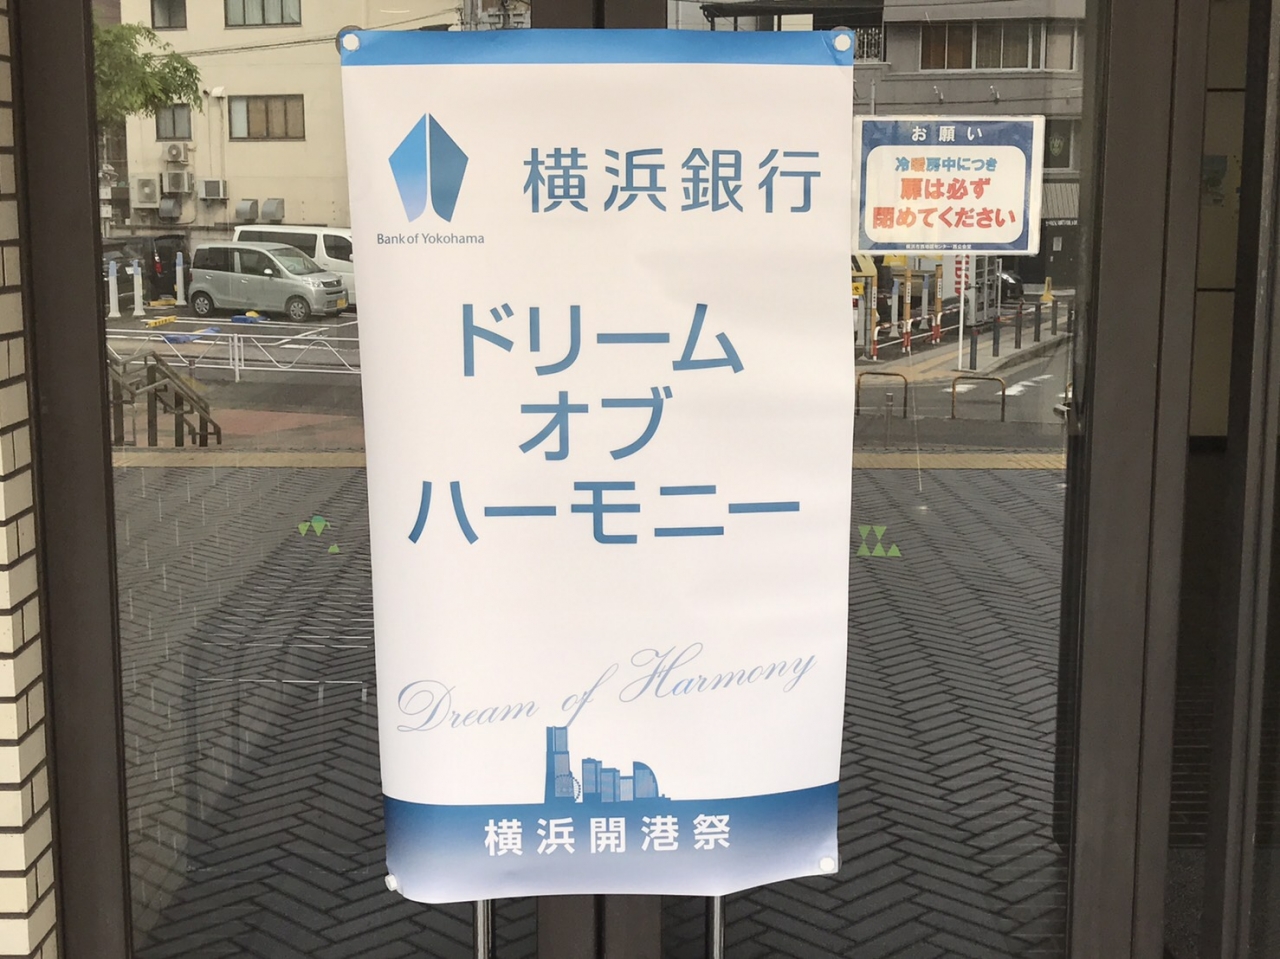 横浜銀行
Bank of Yokohama
ドリーム
オブ
ハーモニー
Dream of Harmony
横浜開港祭
お願い
冷暖房中につき
扉は必ず
閉めてください